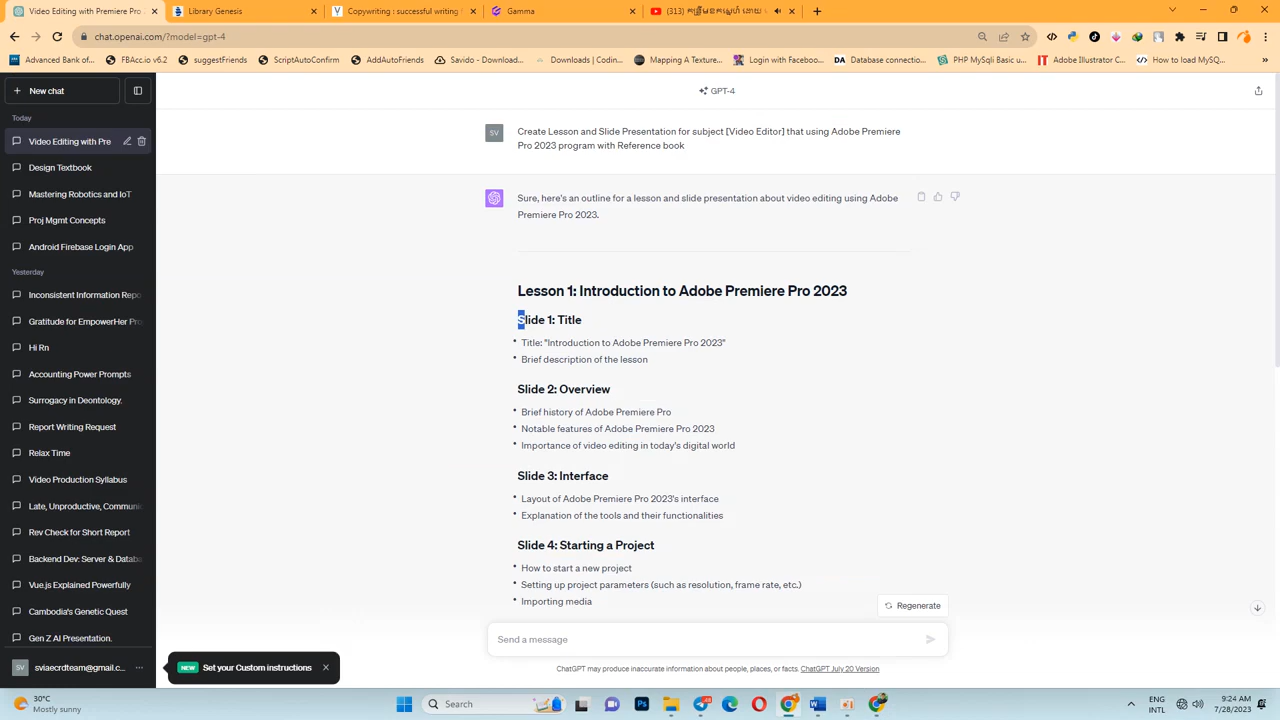 Video Editing with Premiere Pro
Library Genesis
Copywriting : successful writing
Gamma
(313)
chat.openai.com/?model=gpt-4
Advanced Bank of...
FBAcc.io v6.2
suggestFriends
ScriptAutoConfirm
AddAutoFriends
Savido - Download...
Downloads | Codin...
Mapping A Texture...
Login with Faceboo...
Database connectio...
PHP MySqli Basic u...
Adobe Illustrator C...
How to load MySQ...
New chat
GPT-4
Today
Video Editing with Pre
Design Textbook
Mastering Robotics and IoT
Proj Mgmt Concepts
Android Firebase Login App
Yesterday
Inconsistent Information Repo
Gratitude for EmpowerHer Pro
Hi Rn
Accounting Power Prompts
Surrogacy in Deontology.
Report Writing Request
Relax Time
Video Production Syllabus
Late, Unproductive, Communic
Rev Check for Short Report
Backend Dev: Server & Databa
Vue.js Explained Powerfully
Cambodia's Genetic Quest
Gen Z AI Presentation.
SV
sviaecrdteam@gmail.c...
NEW Set your Custom instructions
SV
Create Lesson and Slide Presentation for subject [Video Editor] that using Adobe Premiere
Pro 2023 program with Reference book
Sure, here's an outline for a lesson and slide presentation about video editing using Adobe
Premiere Pro 2023.
Lesson 1: Introduction to Adobe Premiere Pro 2023
Slide 1: Title
• Title: "Introduction to Adobe Premiere Pro 2023"
• Brief description of the lesson
Slide 2: Overview
• Brief history of Adobe Premiere Pro
• Notable features of Adobe Premiere Pro 2023
• Importance of video editing in today's digital world
Slide 3: Interface
• Layout of Adobe Premiere Pro 2023's interface
• Explanation of the tools and their functionalities
Slide 4: Starting a Project
• How to start a new project
• Setting up project parameters (such as resolution, frame rate, etc.)
• Importing media
Regenerate
Send a message
ChatGPT may produce inaccurate information about people, places, or facts. ChatGPT July 20 Version
30°C
Mostly sunny
Search
ENG
INTL
9:24 AM
7/28/2023